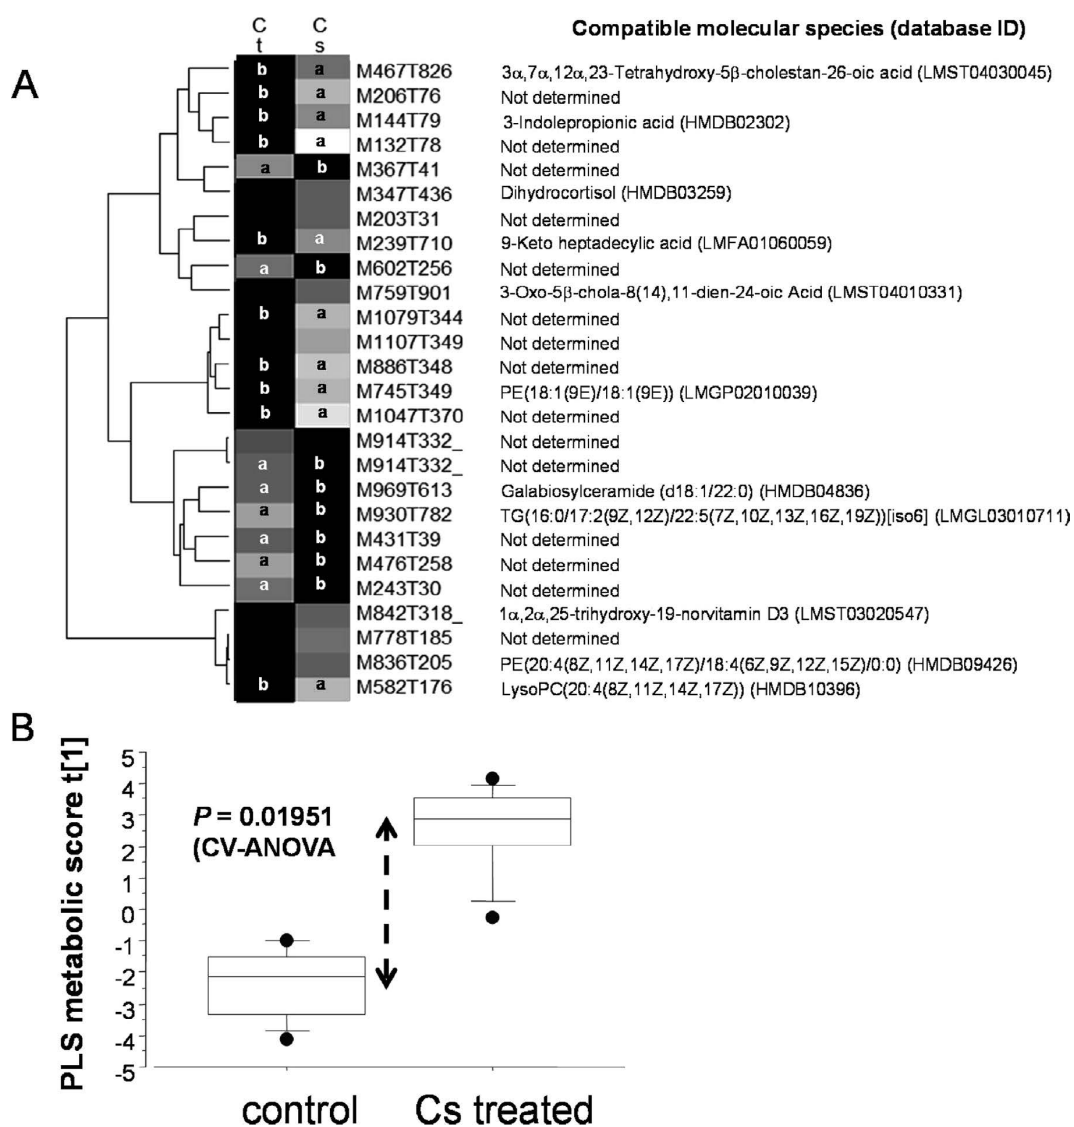 A
C t
C s
Compatible molecular species (database ID)
b a M467T826 3α,7α,12α,23-Tetrahydroxy-5β-cholestan-26-oic acid (LMST04030045)
b a M206T76 Not determined
b a M144T79 3-Indolepropionic acid (HMDB02302)
b a M132T78 Not determined
a b M367T41 Not determined
M347T436 Dihydrocortisol (HMDB03259)
M203T31 Not determined
b a M239T710 9-Keto heptadecylic acid (LMFA01060059)
a b M602T256 Not determined
M759T901 3-Oxo-5β-chola-8(14),11-dien-24-oic Acid (LMST04010331)
b a M1079T344 Not determined
M1107T349 Not determined
b a M886T348 Not determined
b a M745T349 PE(18:1(9E)/18:1(9E)) (LMGP02010039)
b a M1047T370 Not determined
M914T332_ Not determined
a b M914T332_ Not determined
a b M969T613 Galabiosylceramide (d18:1/22:0) (HMDB04836)
a b M930T782 TG(16:0/17:2(9Z,12Z)/22:5(7Z,10Z,13Z,16Z,19Z))[iso6] (LMGL03010711)
a b M431T39 Not determined
a b M476T258 Not determined
a b M243T30 Not determined
M842T318_ 1α,2α,25-trihydroxy-19-norvitamin D3 (LMST03020547)
M778T185 Not determined
M836T205 PE(20:4(8Z,11Z,14Z,17Z)/18:4(6Z,9Z,12Z,15Z)/0:0) (HMDB09426)
b a M582T176 LysoPC(20:4(8Z,11Z,14Z,17Z)) (HMDB10396)
B
PLS metabolic score t[1]
5
4
3
2
1
0
-1
-2
-3
-4
-5
P = 0.01951
(CV-ANOVA
control Cs treated